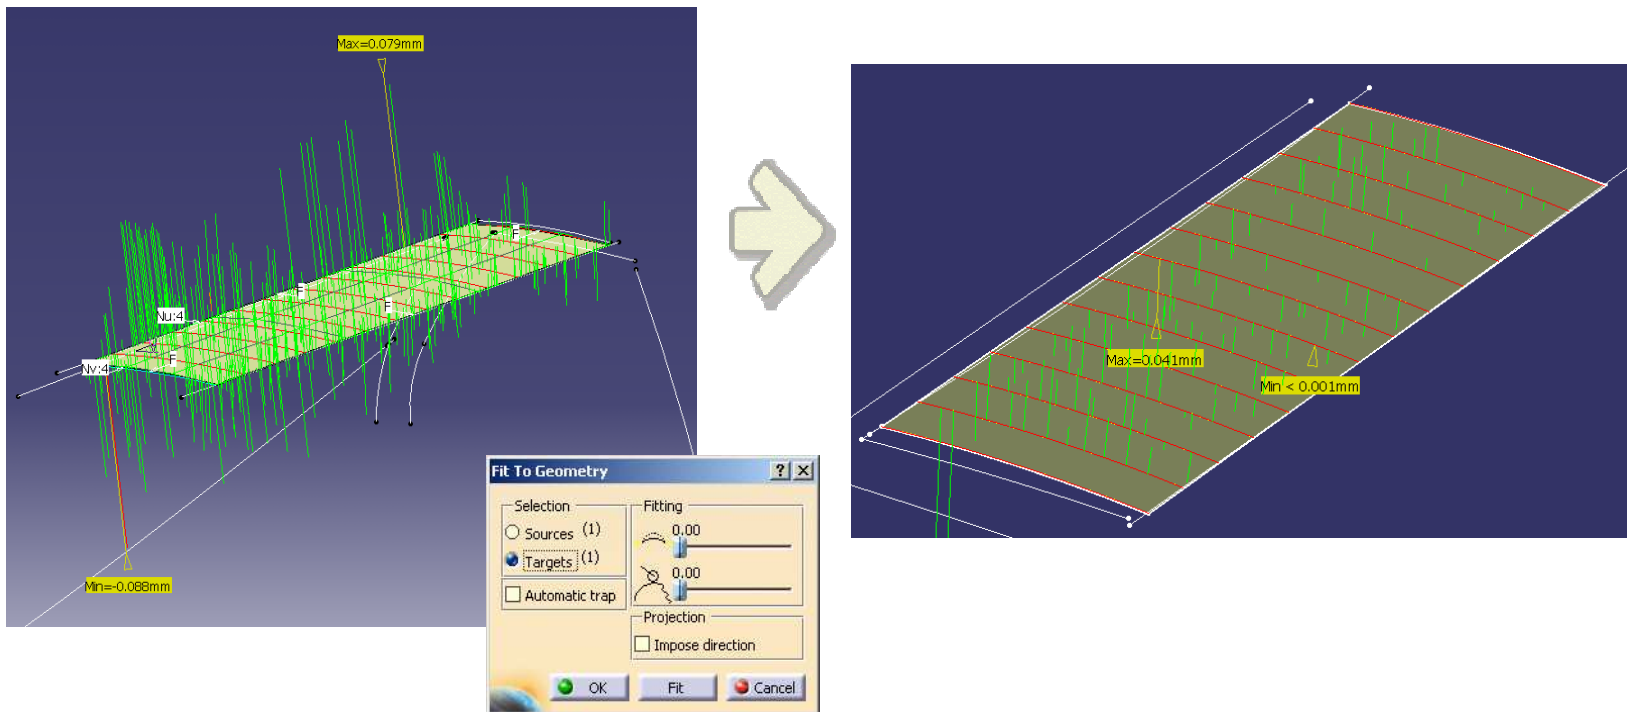 Max=0.079mm
F
F
F
Nu:4
F
Nv:4
Min=-0.088mm
Fit To Geometry
Selection
Sources (1)
Targets (1)
Automatic trap
Fitting
0.00
0.00
Projection
Impose direction
OK
Fit
Cancel
Max=0.041mm
Min < 0.001mm